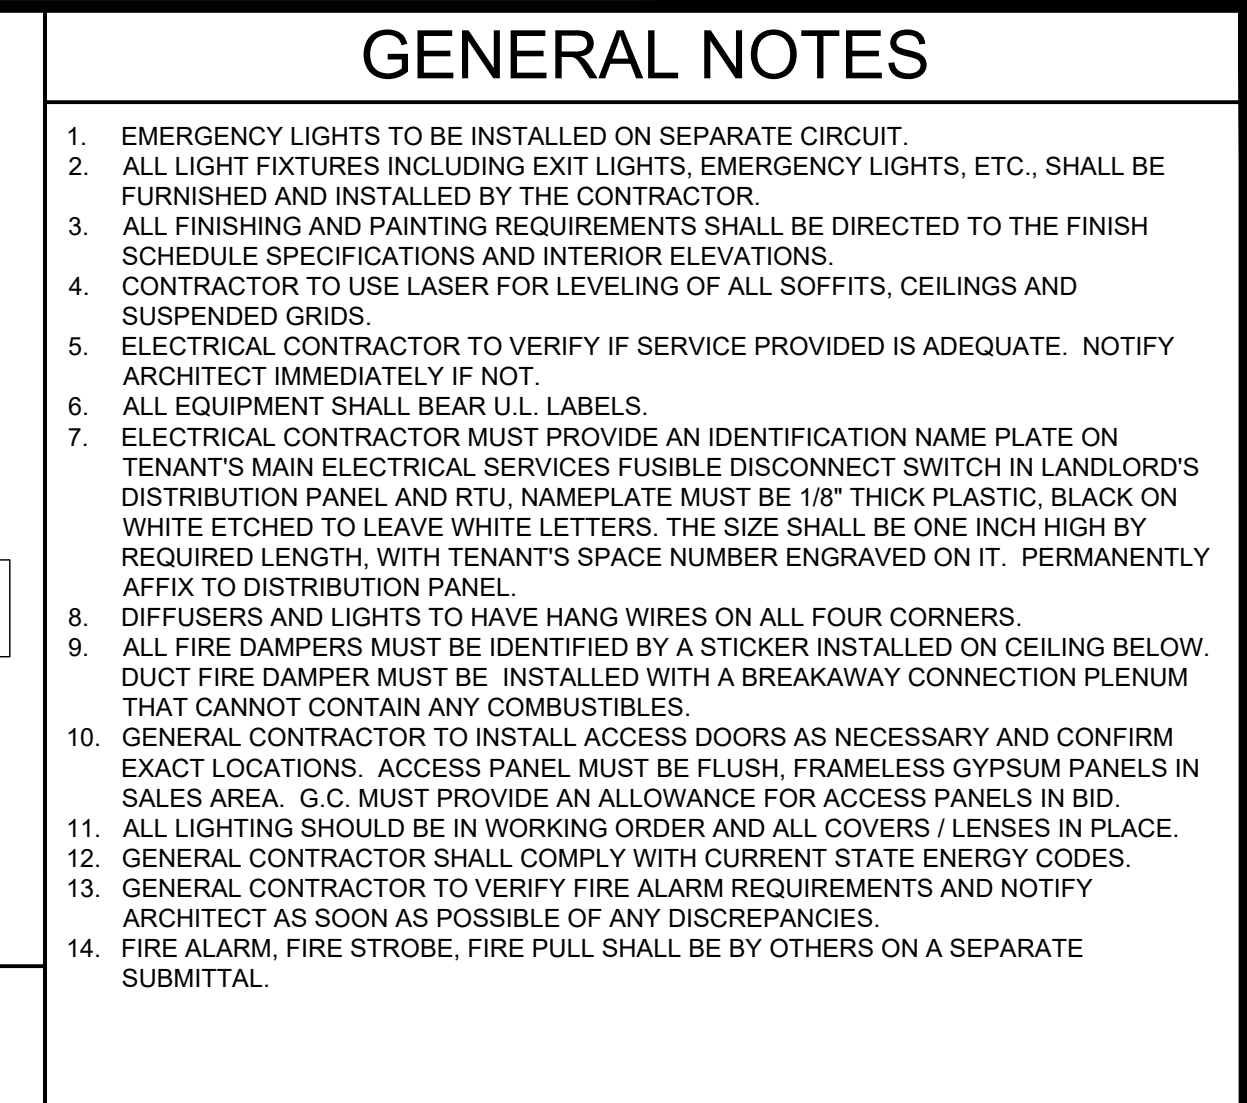 GENERAL NOTES
1. EMERGENCY LIGHTS TO BE INSTALLED ON SEPARATE CIRCUIT.
2. ALL LIGHT FIXTURES INCLUDING EXIT LIGHTS, EMERGENCY LIGHTS, ETC., SHALL BE
FURNISHED AND INSTALLED BY THE CONTRACTOR.
3. ALL FINISHING AND PAINTING REQUIREMENTS SHALL BE DIRECTED TO THE FINISH
SCHEDULE SPECIFICATIONS AND INTERIOR ELEVATIONS.
4. CONTRACTOR TO USE LASER FOR LEVELING OF ALL SOFFITS, CEILINGS AND
SUSPENDED GRIDS.
5. ELECTRICAL CONTRACTOR TO VERIFY IF SERVICE PROVIDED IS ADEQUATE. NOTIFY
ARCHITECT IMMEDIATELY IF NOT.
6. ALL EQUIPMENT SHALL BEAR U.L. LABELS.
7. ELECTRICAL CONTRACTOR MUST PROVIDE AN IDENTIFICATION NAME PLATE ON
TENANT'S MAIN ELECTRICAL SERVICES FUSIBLE DISCONNECT SWITCH IN LANDLORD'S
DISTRIBUTION PANEL AND RTU, NAMEPLATE MUST BE 1/8" THICK PLASTIC, BLACK ON
WHITE ETCHED TO LEAVE WHITE LETTERS. THE SIZE SHALL BE ONE INCH HIGH BY
REQUIRED LENGTH, WITH TENANT'S SPACE NUMBER ENGRAVED ON IT. PERMANENTLY
AFFIX TO DISTRIBUTION PANEL.
8. DIFFUSERS AND LIGHTS TO HAVE HANG WIRES ON ALL FOUR CORNERS.
9. ALL FIRE DAMPERS MUST BE IDENTIFIED BY A STICKER INSTALLED ON CEILING BELOW.
DUCT FIRE DAMPER MUST BE INSTALLED WITH A BREAKAWAY CONNECTION PLENUM
THAT CANNOT CONTAIN ANY COMBUSTIBLES.
10. GENERAL CONTRACTOR TO INSTALL ACCESS DOORS AS NECESSARY AND CONFIRM
EXACT LOCATIONS. ACCESS PANEL MUST BE FLUSH, FRAMELESS GYPSUM PANELS IN
SALES AREA. G.C. MUST PROVIDE AN ALLOWANCE FOR ACCESS PANELS IN BID.
11. ALL LIGHTING SHOULD BE IN WORKING ORDER AND ALL COVERS / LENSES IN PLACE.
12. GENERAL CONTRACTOR SHALL COMPLY WITH CURRENT STATE ENERGY CODES.
13. GENERAL CONTRACTOR TO VERIFY FIRE ALARM REQUIREMENTS AND NOTIFY
ARCHITECT AS SOON AS POSSIBLE OF ANY DISCREPANCIES.
14. FIRE ALARM, FIRE STROBE, FIRE PULL SHALL BE BY OTHERS ON A SEPARATE
SUBMITTAL.